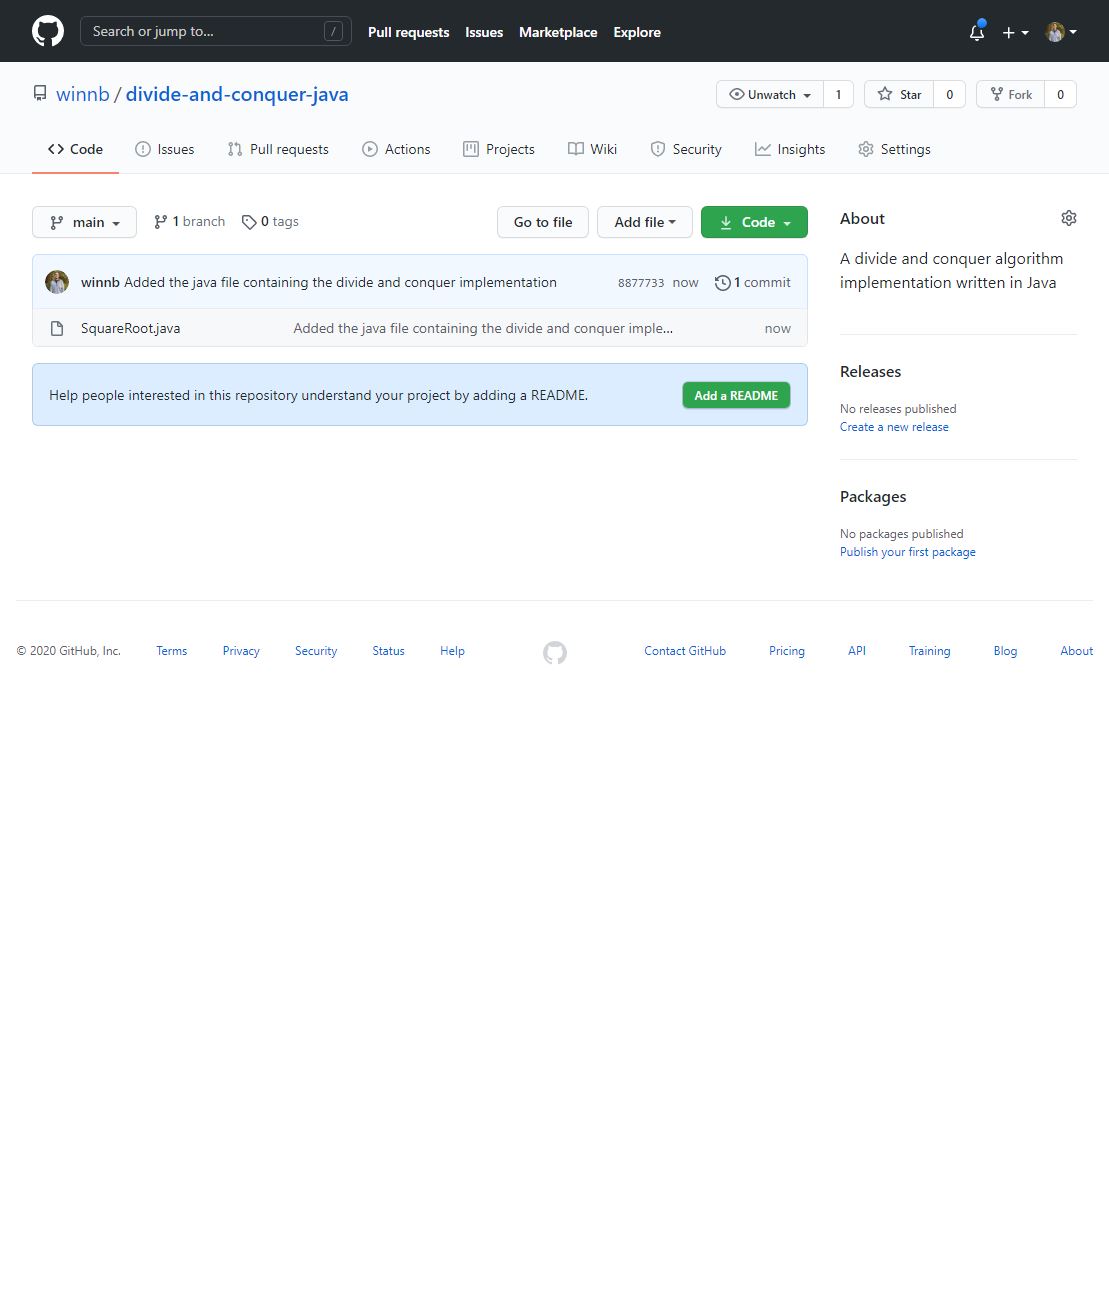 Search or jump to... / Pull requests Issues Marketplace Explore
winnb / divide-and-conquer-java Unwatch 1 Star 0 Fork 0
Code Issues Pull requests Actions Projects Wiki Security Insights Settings
main 1 branch 0 tags Go to file Add file Code
winnb Added the java file containing the divide and conquer implementation 8877733 now 1 commit
SquareRoot.java Added the java file containing the divide and conquer imple... now
Help people interested in this repository understand your project by adding a README. Add a README
About
A divide and conquer algorithm
implementation written in Java
Releases
No releases published
Create a new release
Packages
No packages published
Publish your first package
© 2020 GitHub, Inc. Terms Privacy Security Status Help Contact GitHub Pricing API Training Blog About